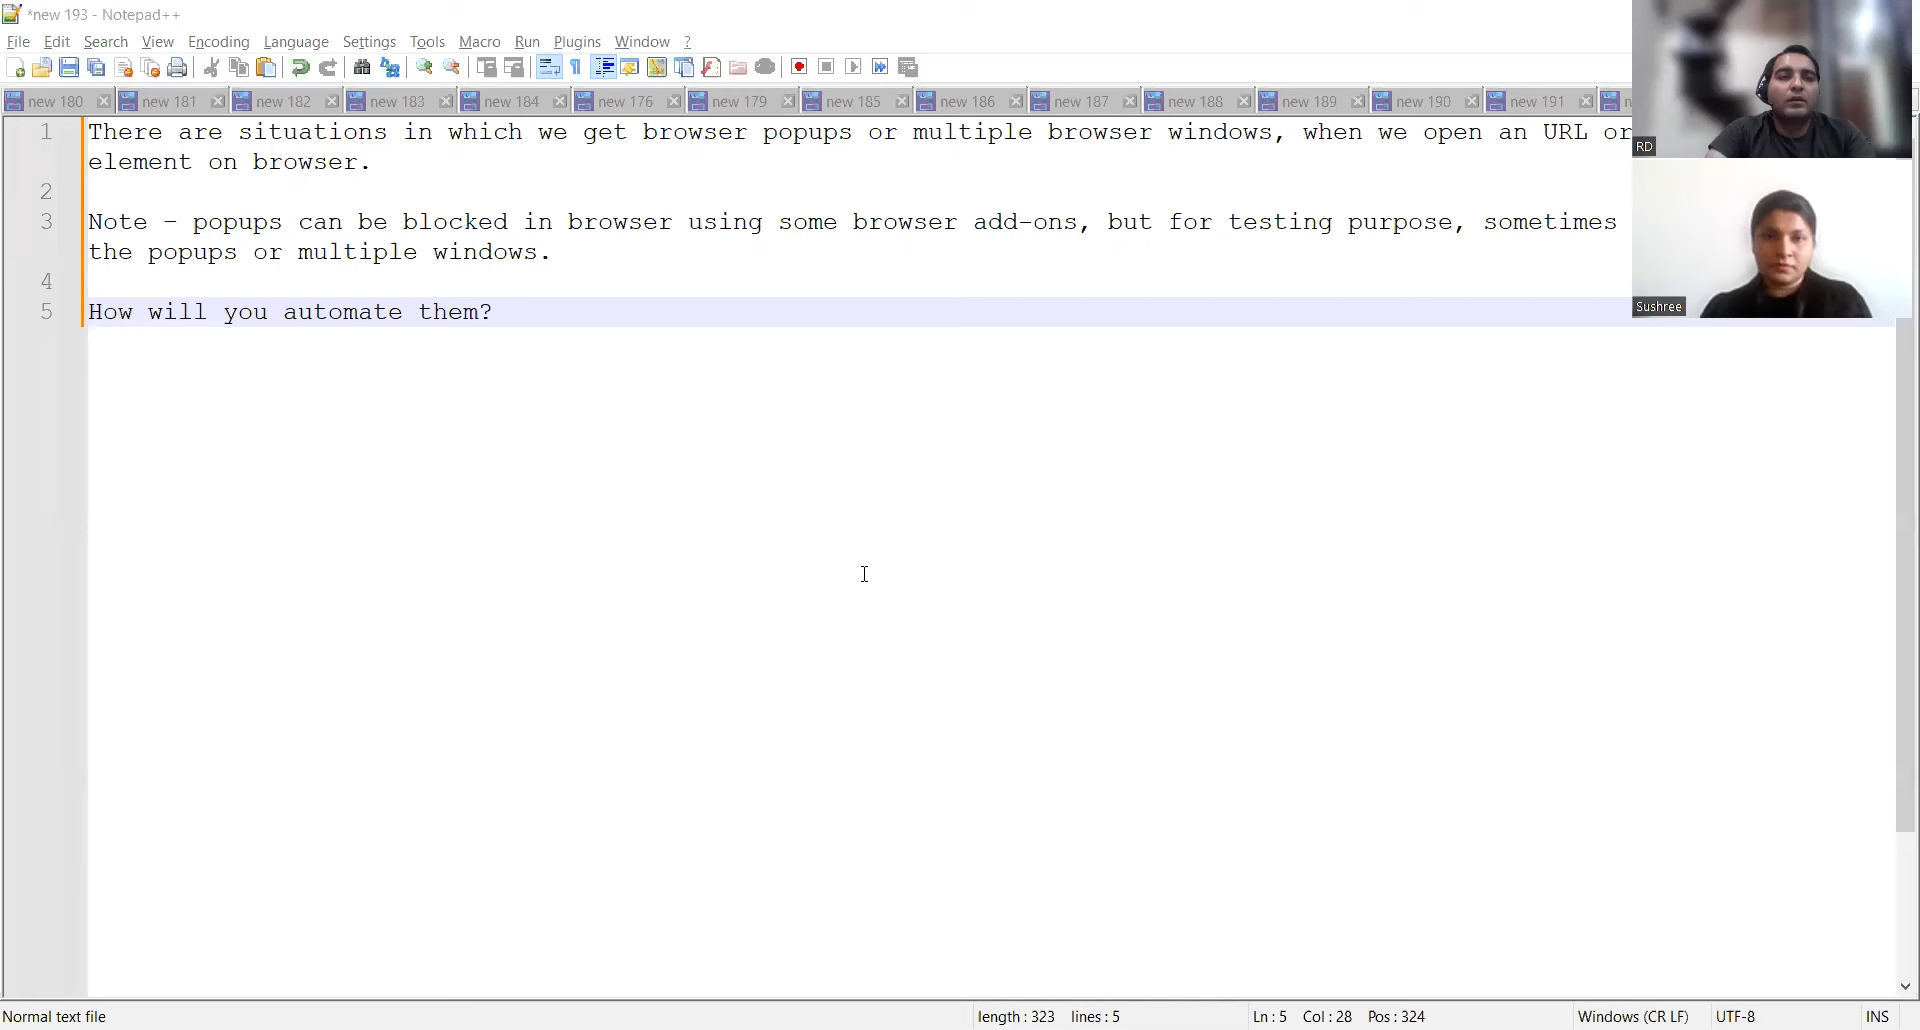 *new 193 - Notepad++
File Edit Search View Encoding Language Settings Tools Macro Run Plugins Window ?
new 180 new 181 new 182 new 183 new 184 new 176 new 179 new 185 new 186 new 187 new 188 new 189 new 190 new 191
RD
1 There are situations in which we get browser popups or multiple browser windows, when we open an URL or
element on browser.
2
3 Note - popups can be blocked in browser using some browser add-ons, but for testing purpose, sometimes
the popups or multiple windows.
4
5 How will you automate them?
Sushree
Normal text file length : 323 lines : 5 Ln : 5 Col : 28 Pos : 324 Windows (CR LF) UTF-8 INS